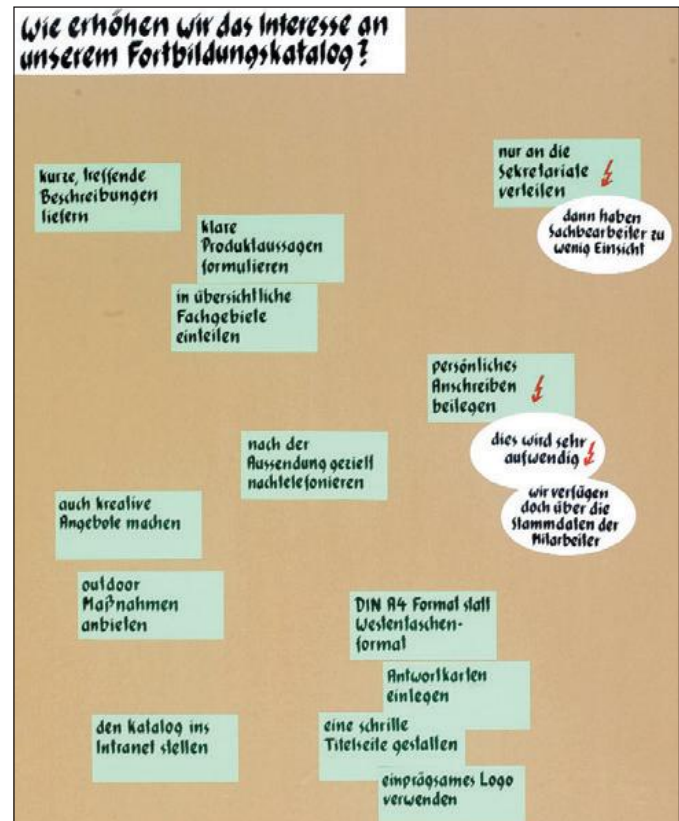 Wie erhöhen wir das Interesse an
unserem Fortbildungskatalog?
kurze, treffende
Beschreibungen
liefern
klare
Produktaussagen
formulieren
in übersichtliche
Fachgebiete
einteilen
nur an die
Sekretariate
verteilen
dann haben
Sachbearbeiter zu
wenig Einsicht
persönliches
Anschreiben
beilegen
dies wird sehr
aufwendig
wir verfügen
doch über die
Stammdaten der
Mitarbeiter
nach der
Aussendung gezielt
nachtelefonieren
auch kreative
Angebote machen
outdoor
Maßnahmen
anbieten
DIN A4 Format statt
Westentaschen-
format
Antwortkarten
einlegen
den Katalog ins
Intranet stellen
eine schrille
Titelseite gestalten
einprägsames Logo
verwenden